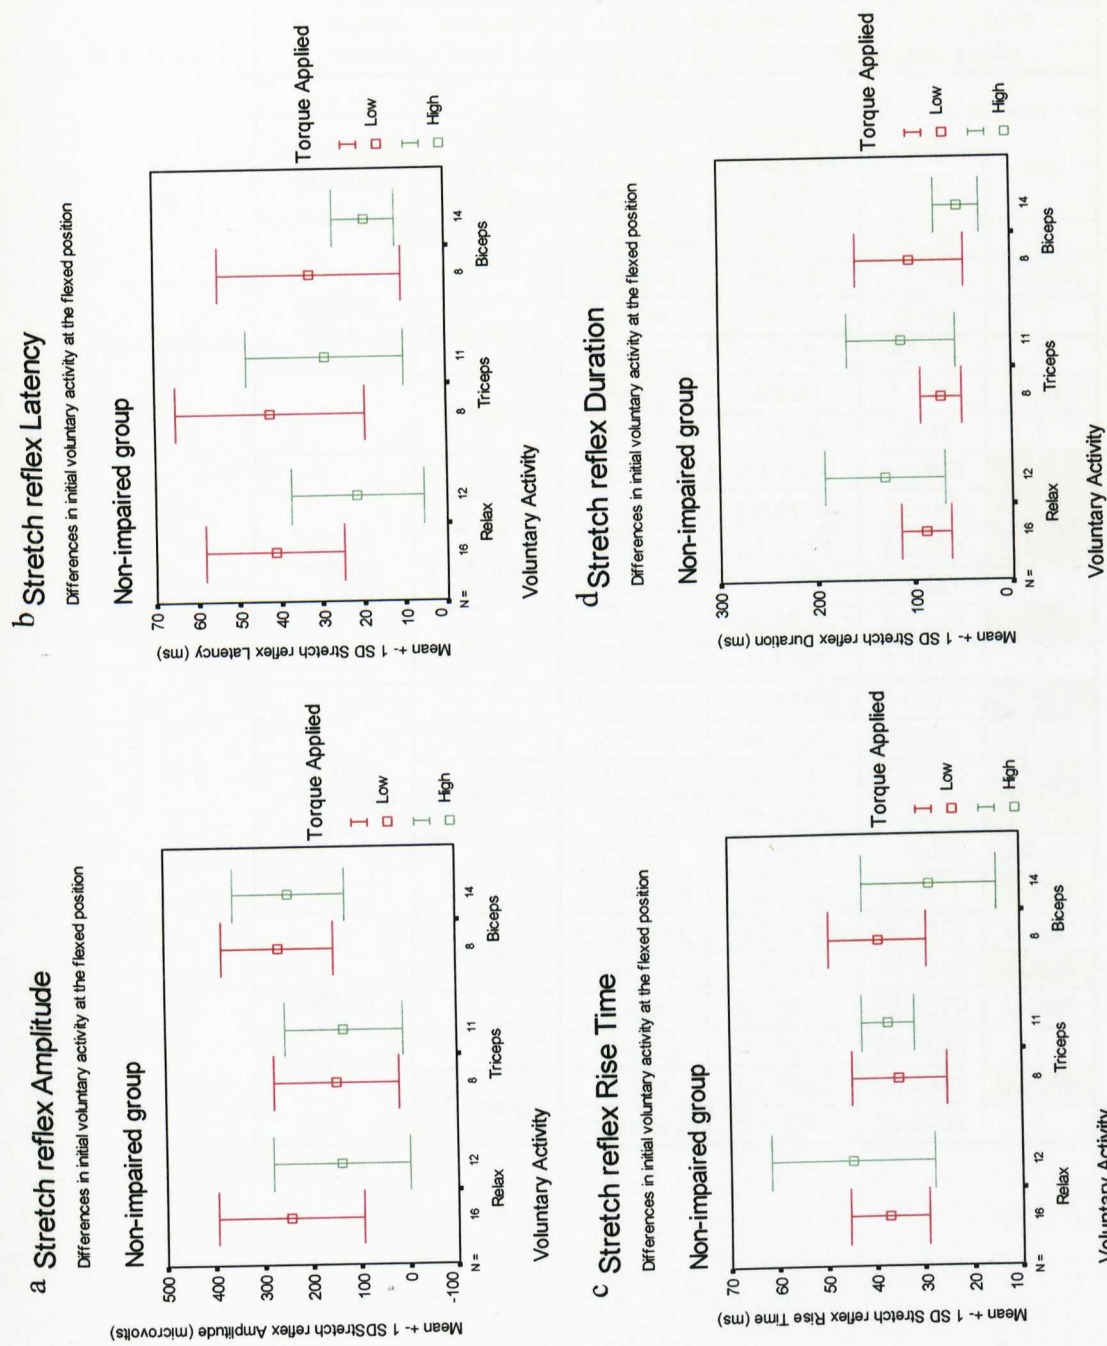 a Stretch reflex Amplitude
Differences in initial voluntary activity at the flexed position
Non-impaired group
Mean +- 1 SDStretch reflex Amplitude (microvolts)
500
400
300
200
100
0
-100
N = 16 12 8 11 8 14
Relax Triceps Biceps
Voluntary Activity
Torque Applied
Low
High
b Stretch reflex Latency
Differences in initial voluntary activity at the flexed position
Non-impaired group
Mean +- 1 SD Stretch reflex Latency (ms)
70
60
50
40
30
20
10
0
N = 16 12 8 11 8 14
Relax Triceps Biceps
Voluntary Activity
Torque Applied
Low
High
c Stretch reflex Rise Time
Differences in initial voluntary activity at the flexed position
Non-impaired group
Mean +- 1 SD Stretch reflex Rise Time (ms)
70
60
50
40
30
20
10
N = 16 12 8 11 8 14
Relax Triceps Biceps
Voluntary Activity
Torque Applied
Low
High
d Stretch reflex Duration
Differences in initial voluntary activity at the flexed position
Non-impaired group
Mean +- 1 SD Stretch reflex Duration (ms)
300
200
100
0
N = 16 12 8 11 8 14
Relax Triceps Biceps
Voluntary Activity
Torque Applied
Low
High